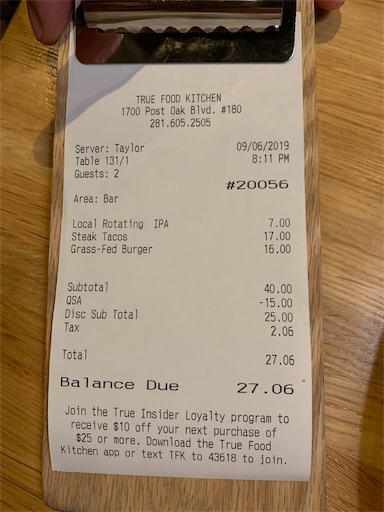 TRUE FOOD KITCHEN
1700 Post Oak Blvd. #180
281.605.2505
Server: Taylor 09/06/2019
Table 131/1 8:11 PM
Guests: 2
#20056
Area: Bar
Local Rotating IPA 7.00
Steak Tacos 17.00
Grass-Fed Burger 16.00
Subtotal 40.00
QSA -15.00
Disc Sub Total 25.00
Tax 2.06
Total 27.06
Balance Due 27.06
Join the True Insider Loyalty program to
receive $10 off your next purchase of
$25 or more. Download the True Food
Kitchen app or text TFK to 43618 to join.